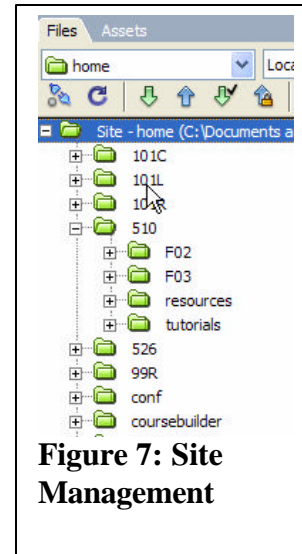 Files Assets
home Loca
Site - home (C:\Documents a
101C
101L
510
F02
F03
resources
tutorials
526
99R
conf
coursebuilder
Figure 7: Site
Management